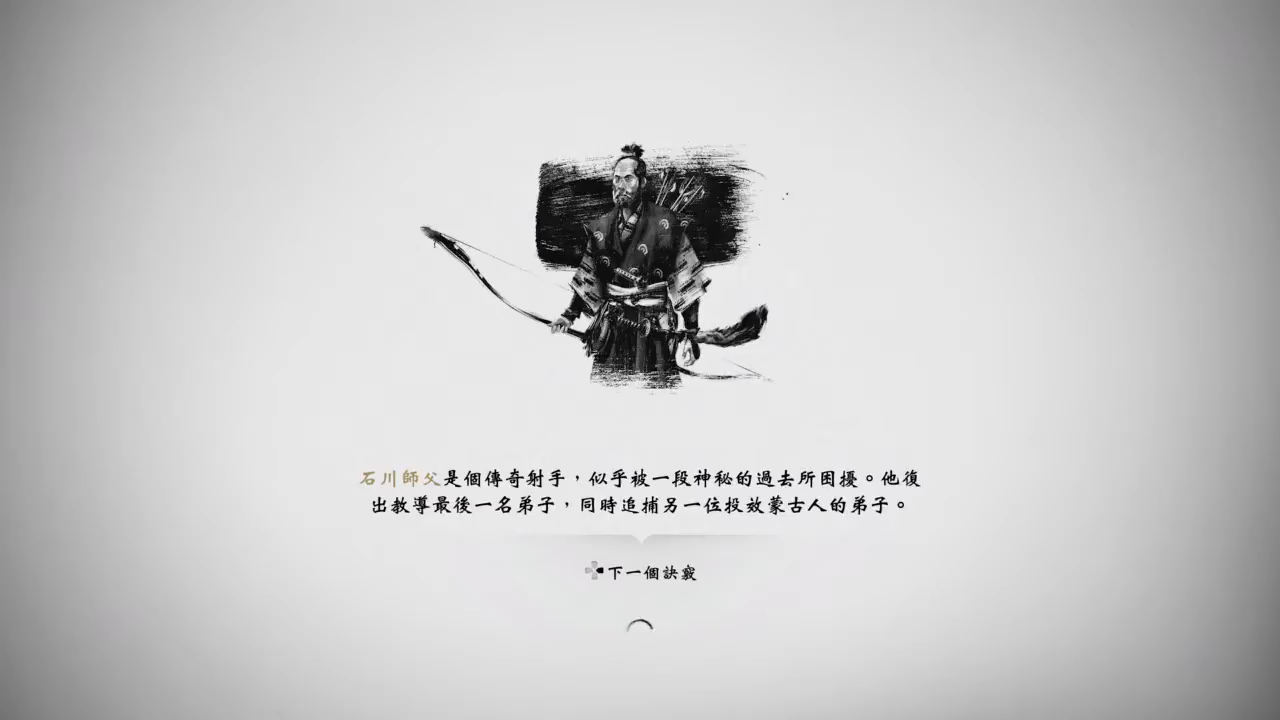 石川師父是個傳奇射手，似乎被一段神秘的過去所困擾。他復
出教導最後一名弟子，同時追捕另一位投效蒙古人的弟子。
下一個訣竅